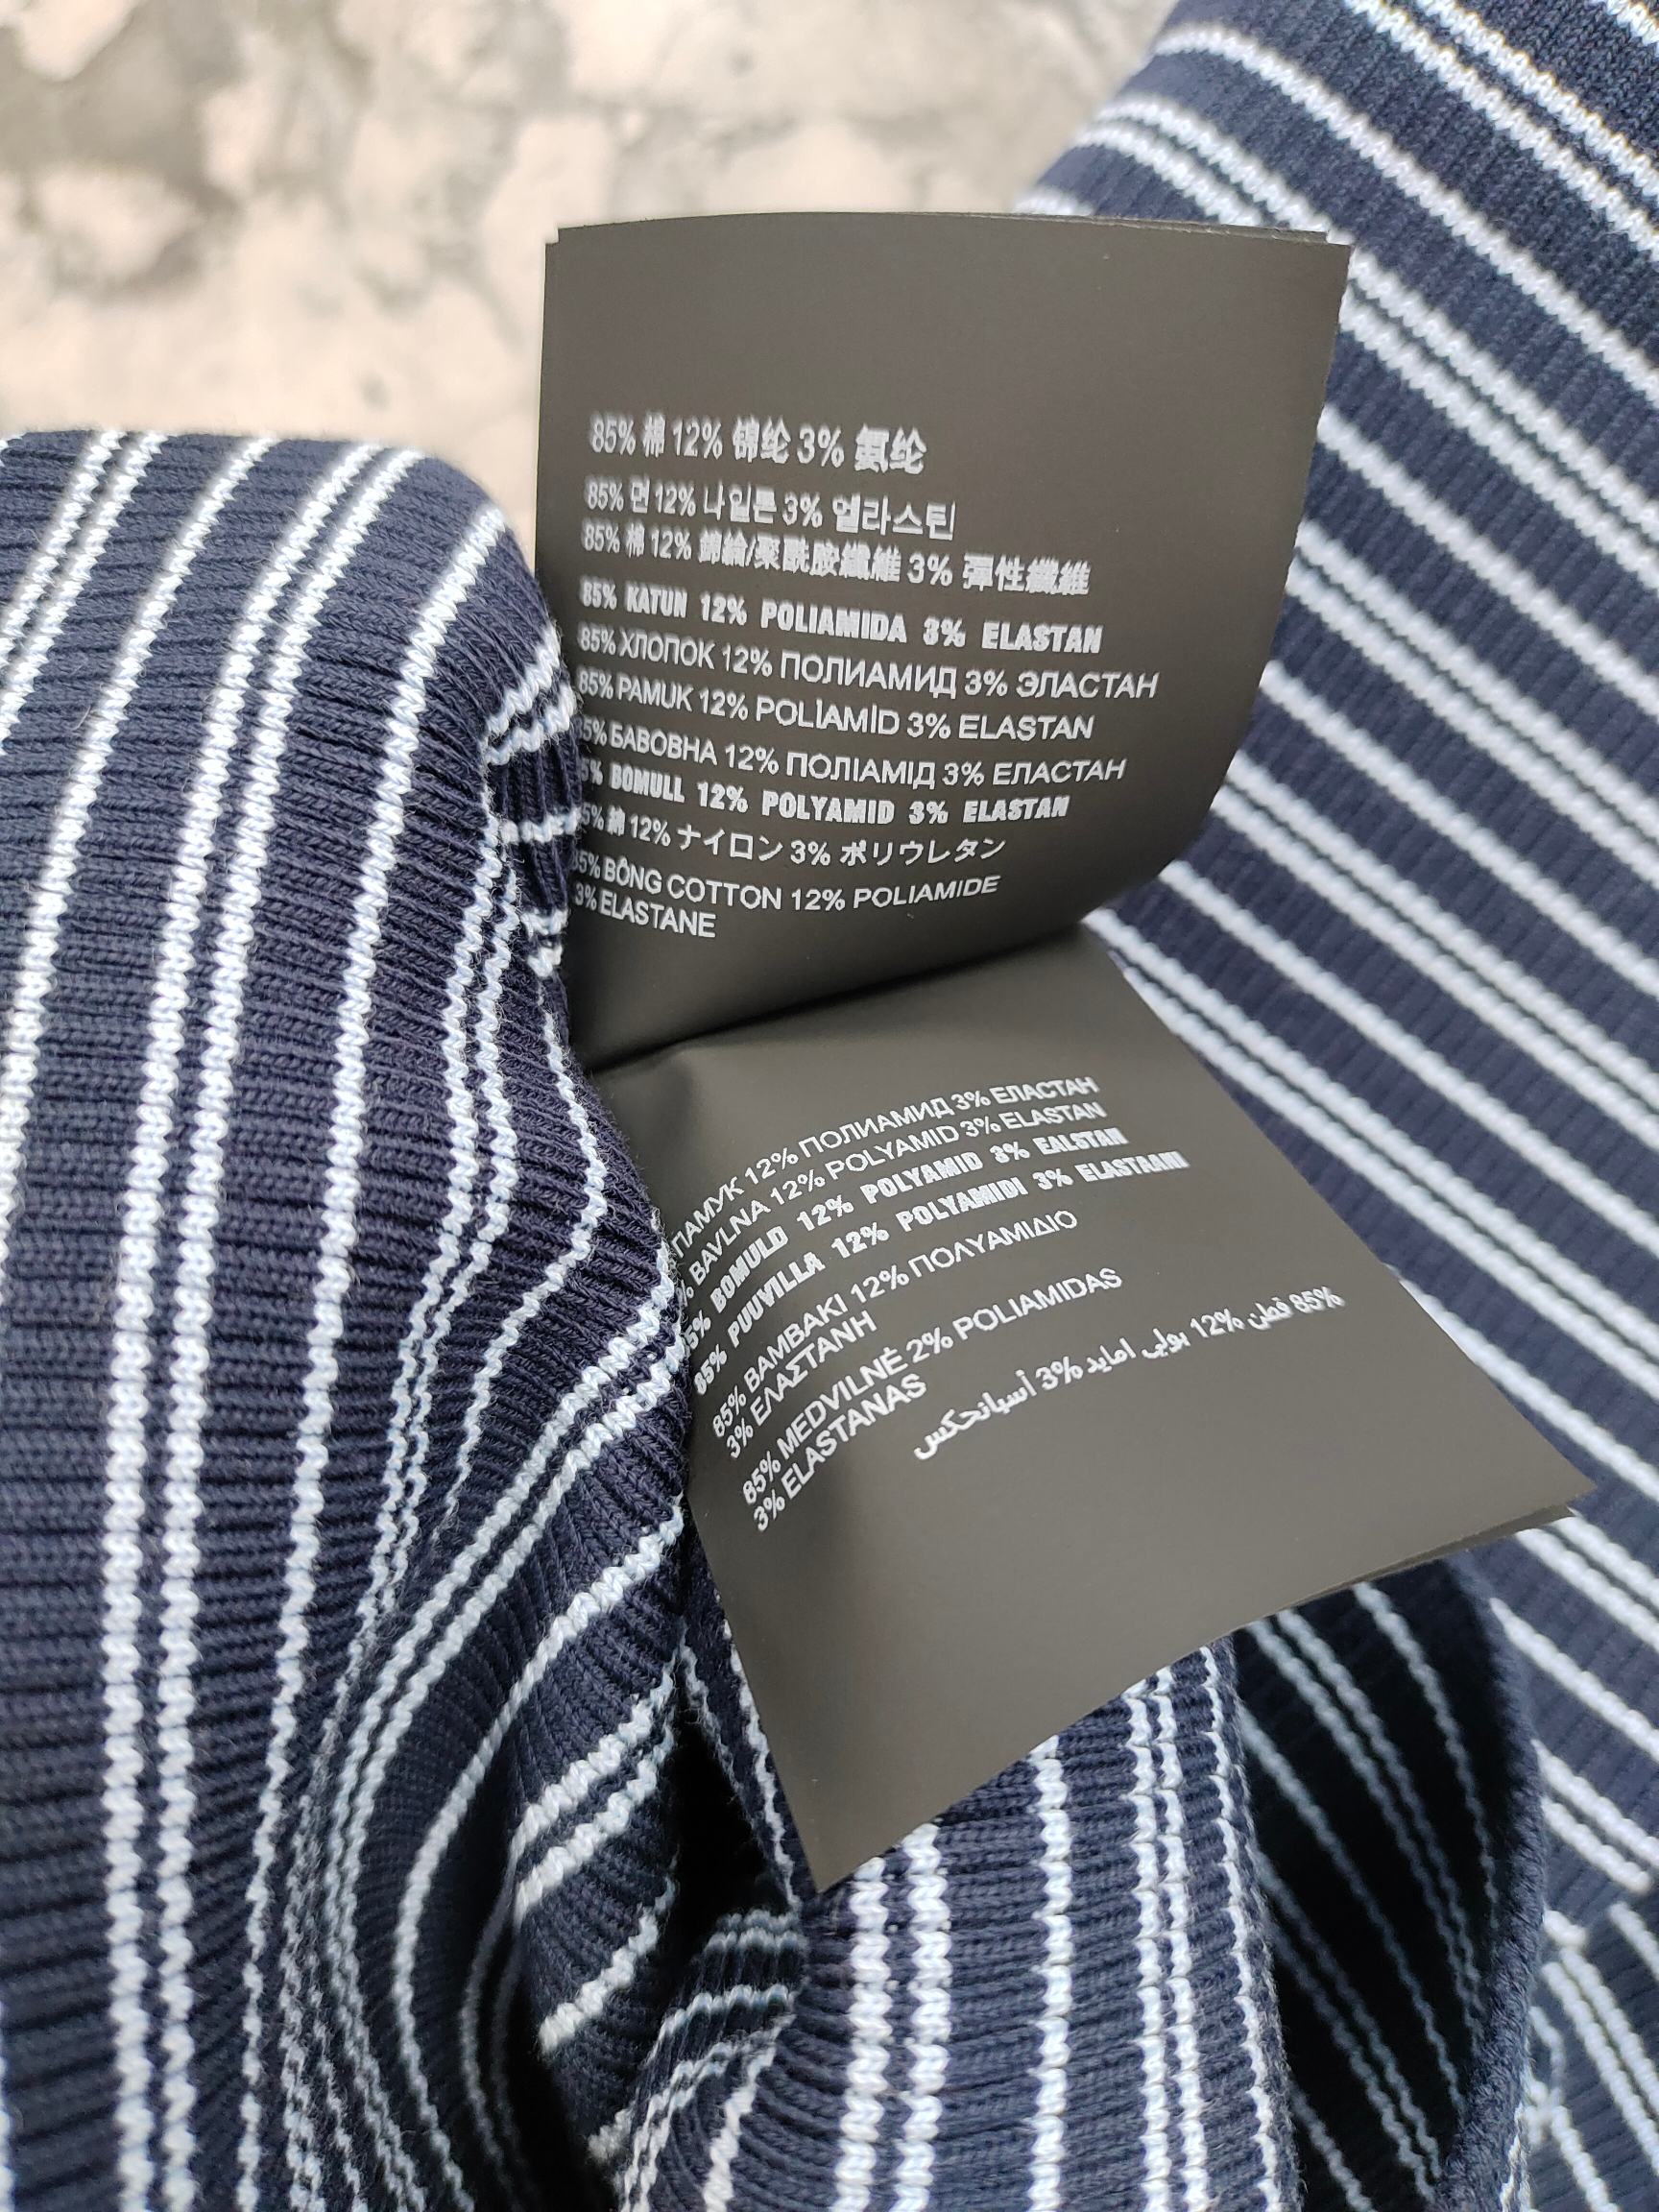 85% 棉 12% 锦纶 3% 氨纶
85% 면 12% 나일론 3% 엘라스틴
85% 棉 12% 錦綸/聚酰胺纖維 3% 彈性纖維
85% KATUN 12% POLIAMIDA 3% ELASTAN
85% ХЛОПОК 12% ПОЛИАМИД 3% ЭЛАСТАН
85% PAMUK 12% POLİAMİD 3% ELASTAN
5% БАВОВНА 12% ПОЛІАМІД 3% ЕЛАСТАН
5% BOMULL 12% POLYAMID 3% ELASTAN
5% 綿 12% ナイロン 3% ポリウレタン
85% BÔNG COTTON 12% POLIAMIDE
3% ELASTANE
ПАМУК 12% ПОЛИАМИД 3% ЕЛАСТАН
% BAVLNA 12% POLYAMID 3% ELASTAN
85% BOMULD 12% POLYAMID 3% EALSTAN
85% PUUVILLA 12% POLYAMIDI 3% ELASTAANI
85% BAMBAKI 12% ΠΟΛΥΑΜΙΔΙΟ
3% ΕΛΑΣΤΑΝΗ
85% MEDVILNĖ 2% POLIAMIDAS
3% ELASTANAS
85% قطن 12% بولي امايد 3% أسبانحكس